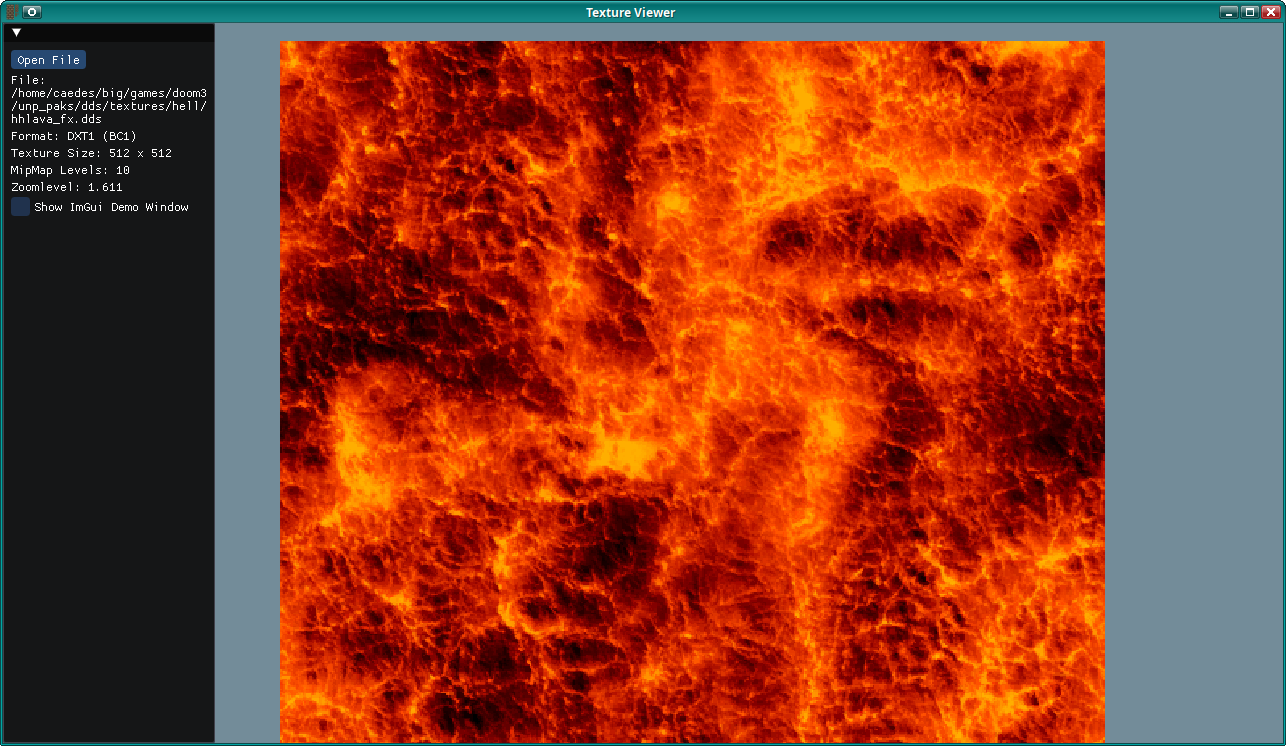 Texture Viewer
Open File
File:
/home/caedes/big/games/doom3
/unp_paks/dds/textures/hell/
hhlava_fx.dds
Format: DXT1 (BC1)
Texture Size: 512 x 512
MipMap Levels: 10
Zoomlevel: 1.611
Show ImGui Demo Window